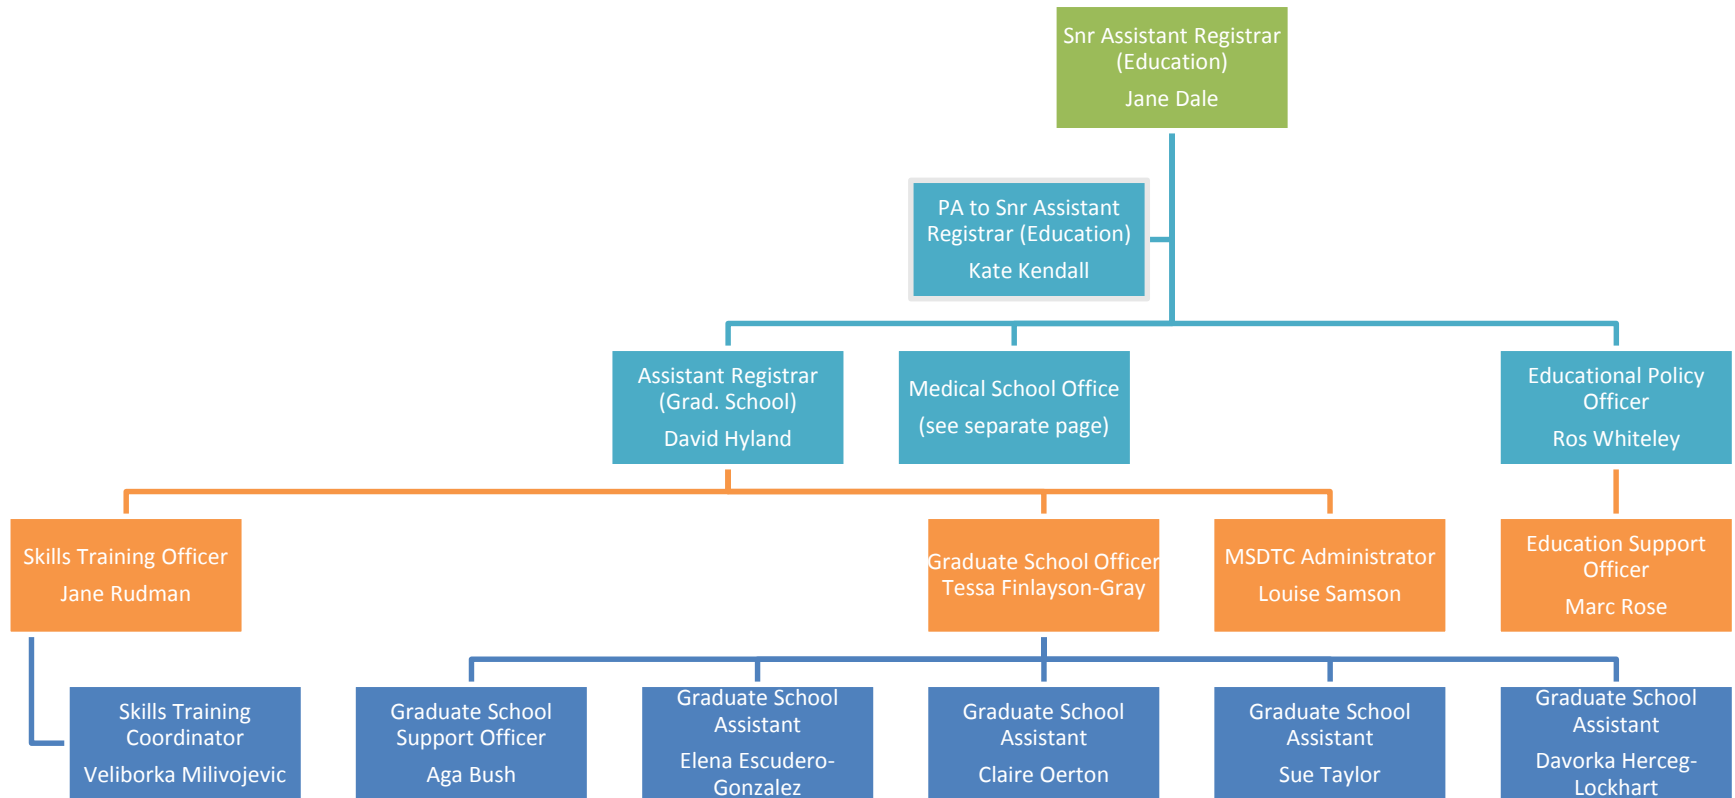 Snr Assistant Registrar
(Education)
Jane Dale
PA to Snr Assistant
Registrar (Education)
Kate Kendall
Assistant Registrar
(Grad. School)
David Hyland
Medical School Office
(see separate page)
Educational Policy
Officer
Ros Whiteley
Skills Training Officer
Jane Rudman
Graduate School Officer
Tessa Finlayson-Gray
MSDTC Administrator
Louise Samson
Education Support
Officer
Marc Rose
Skills Training
Coordinator
Veliborka Milivojevic
Graduate School
Support Officer
Aga Bush
Graduate School
Assistant
Elena Escudero-
Gonzalez
Graduate School
Assistant
Claire Oerton
Graduate School
Assistant
Sue Taylor
Graduate School
Assistant
Davorka Herceg-
Lockhart